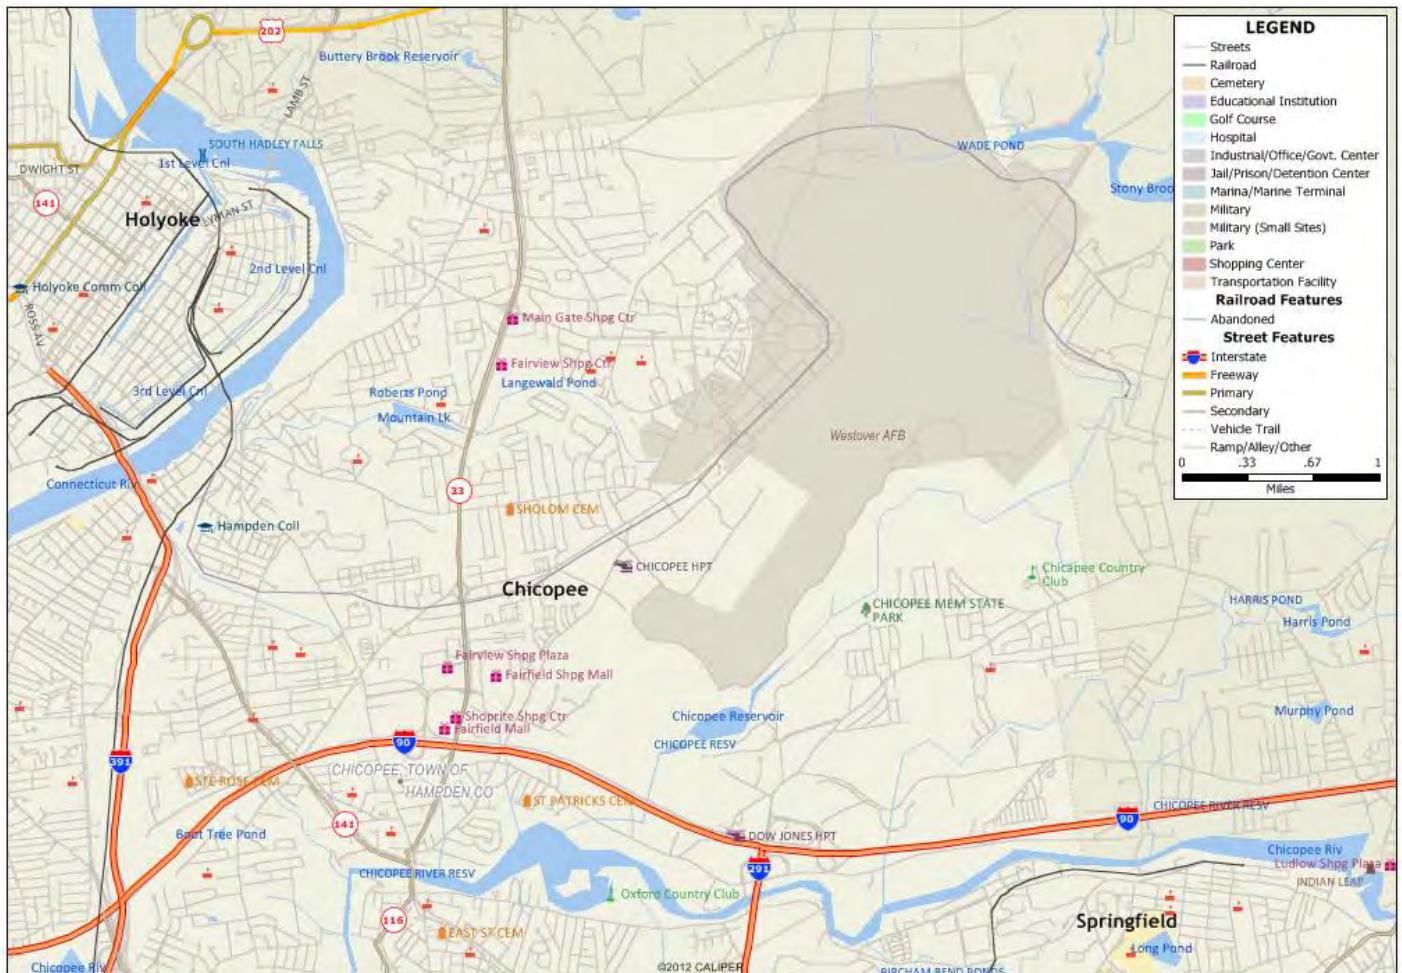 202
Buttery Brook Reservoir
LAMB ST
SOUTH HADLEY FALLS
1st Level Cnl
DWIGHT ST
141
Holyoke
LYMAN ST
2nd Level Cnl
Holyoke Comm Coll
ROSS AV
3rd Level Cnl
Connecticut Riv
Hampden Coll
WADE POND
Stony Broo
Main Gate Shpg Ctr
Fairview Shpg Ctr
Langewald Pond
Roberts Pond
Mountain Lk
Westover AFB
33
SHOLOM CEM
CHICOPEE HPT
Chicopee
Chicapee Country
Club
CHICOPEE MEM STATE
PARK
HARRIS POND
Harris Pond
Fairview Shpg Plaza
Fairfield Shpg Mall
Shoprite Shpg Ctr
Fairfield Mall
Chicopee Reservoir
CHICOPEE RESV
Murphy Pond
90
391
CHICOPEE, TOWN OF
HAMPDEN CO
STE ROSE CEM
ST PATRICKS CEM
141
Boat Tree Pond
DOW JONES HPT
CHICOPEE RIVER RESV
90
Chicopee Riv
Ludlow Shpg Plaza
INDIAN LEAP
CHICOPEE RIVER RESV
291
Oxford Country Club
116
EAST ST CEM
Springfield
Long Pond
Chicopee Riv
©2012 CALIPER
BIRCHAM BEND PONDS
LEGEND
Streets
Railroad
Cemetery
Educational Institution
Golf Course
Hospital
Industrial/Office/Govt. Center
Jail/Prison/Detention Center
Marina/Marine Terminal
Military
Military (Small Sites)
Park
Shopping Center
Transportation Facility
Railroad Features
Abandoned
Street Features
Interstate
Freeway
Primary
Secondary
Vehicle Trail
Ramp/Alley/Other
0 .33 .67 1
Miles